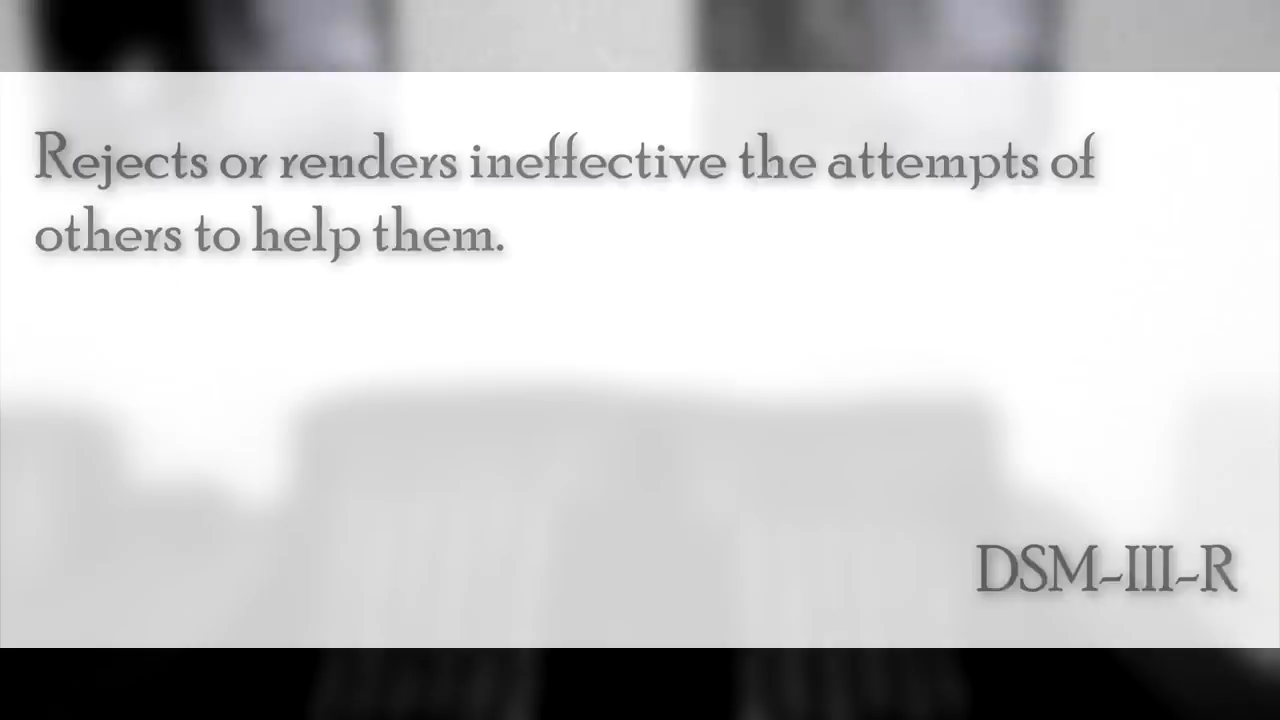 Rejects or renders ineffective the attempts of
others to help them.
DSM-III-R